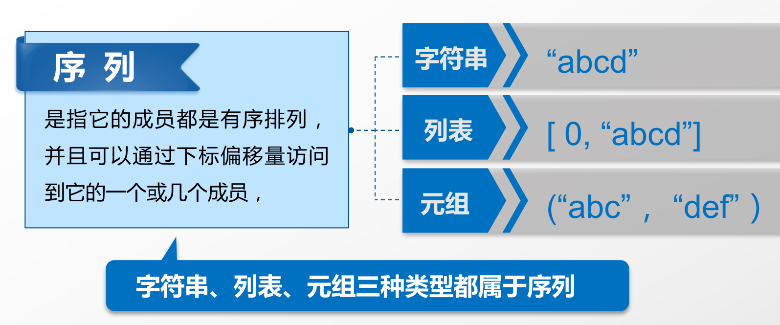 序 列
是指它的成员都是有序排列，
并且可以通过下标偏移量访问
到它的一个或几个成员，
字符串
“abcd”
列表
[ 0, “abcd”]
元组
(“abc” ， “def” )
字符串、列表、元组三种类型都属于序列